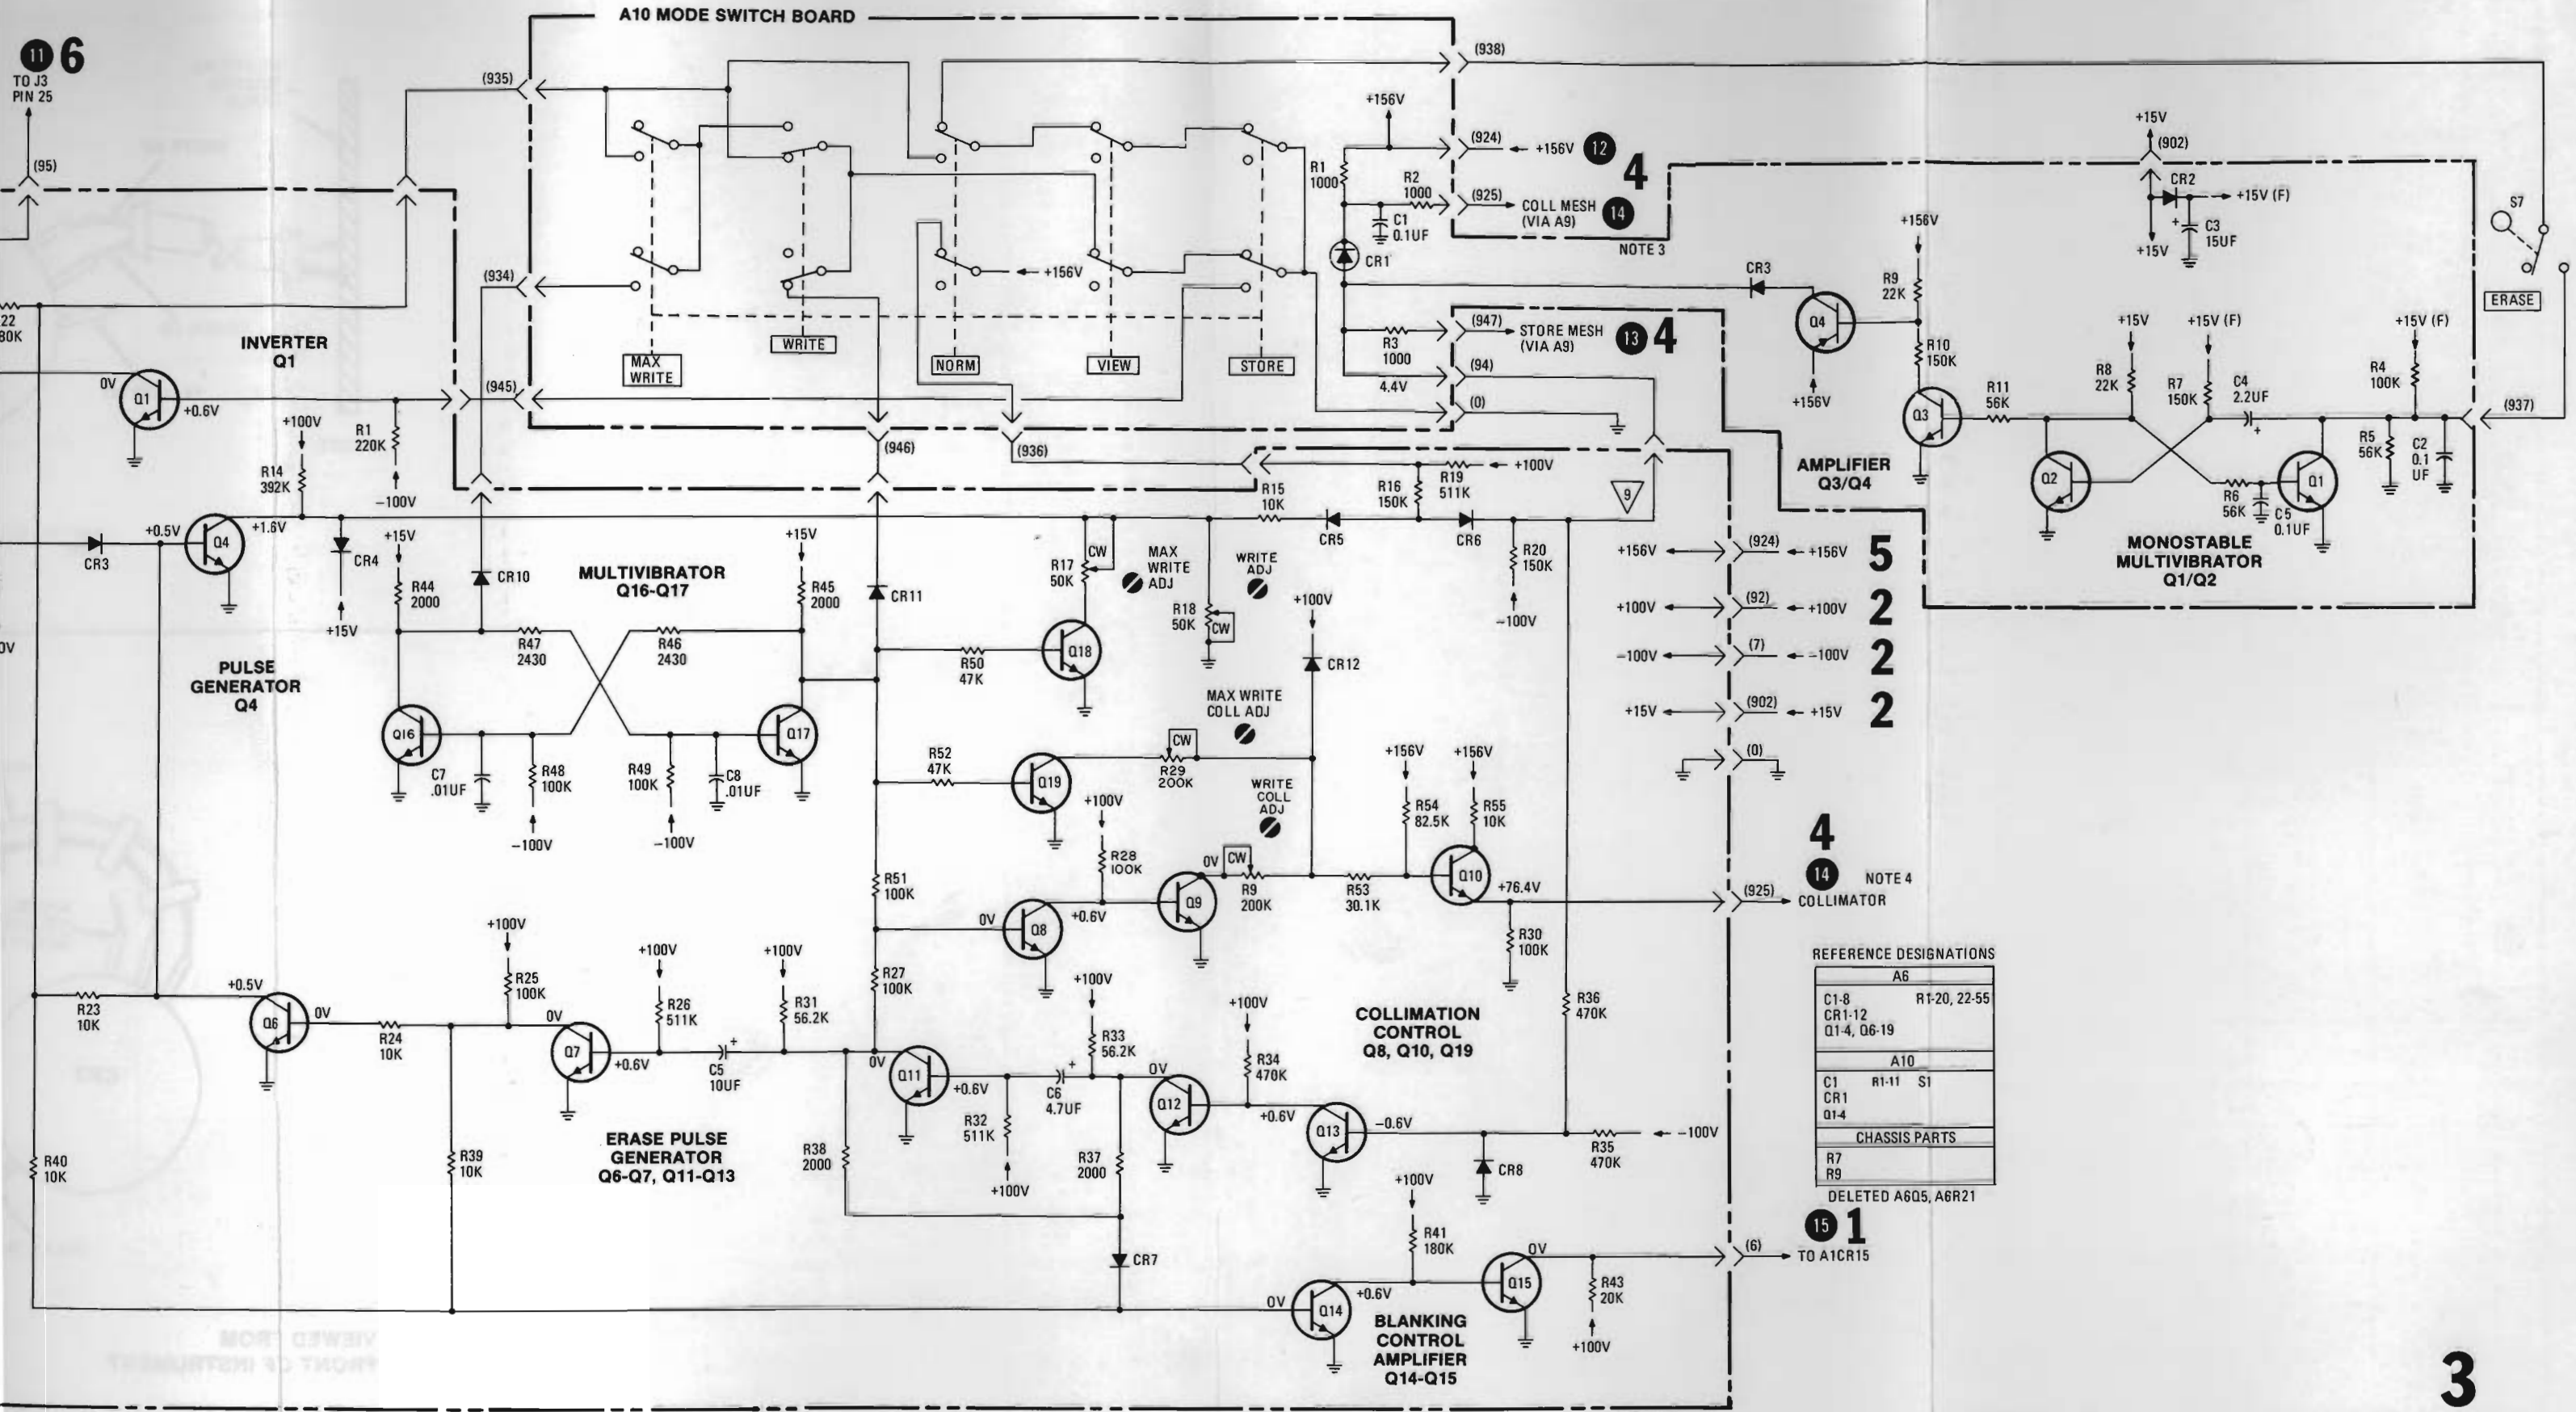 A10 MODE SWITCH BOARD
11 6
TO J3
PIN 25
(95)
(935)
(934)
(945)
(938)
+156V
(924)
+156V 12
4
R1
1000
R2
1000
(925)
COLL MESH
(VIA A9)
14
C1
0.1UF
NOTE 3
CR1
+156V
(947)
STORE MESH
(VIA A9)
13 4
R3
1000
(94)
4.4V
(0)
MAX
WRITE
WRITE
NORM
VIEW
STORE
(946)
(936)
+15V
(902)
CR2
+15V (F)
+
C3
15UF
+15V
S7
ERASE
+156V
R9
22K
CR3
Q4
+156V
R10
150K
Q3
R11
56K
+15V
R8
22K
+15V (F)
R7
150K
C4
2.2UF
+
+15V (F)
R4
100K
(937)
R5
56K
C2
0.1
UF
Q2
R6
56K
C5
0.1UF
Q1
AMPLIFIER
Q3/Q4
MONOSTABLE
MULTIVIBRATOR
Q1/Q2
22
80K
INVERTER
Q1
0V
Q1
+0.6V
R1
220K
-100V
+100V
R14
392K
+0.5V
Q4
+1.6V
CR3
CR4
+15V
0V
PULSE
GENERATOR
Q4
+15V
R44
2000
CR10
MULTIVIBRATOR
Q16-Q17
+15V
R45
2000
CR11
R47
2430
R46
2430
Q16
Q17
C7
.01UF
R48
100K
-100V
R49
100K
-100V
C8
.01UF
R15
10K
CR5
R16
150K
R19
511K
+100V
CR6
9
R20
150K
-100V
R17
50K
CW
MAX
WRITE
ADJ
WRITE
ADJ
R18
50K
CW
R50
47K
Q18
+100V
CR12
MAX WRITE
COLL ADJ
R52
47K
Q19
CW
R29
200K
WRITE
COLL
ADJ
+100V
R28
100K
R51
100K
0V
Q8
+0.6V
Q9
0V
CW
R9
200K
R53
30.1K
+156V
R54
82.5K
+156V
R55
10K
Q10
+76.4V
R30
100K
+156V
(924)
+156V 5
+100V
(92)
+100V 2
-100V
(7)
-100V 2
+15V
(902)
+15V 2
(0)
4
14
NOTE 4
(925)
COLLIMATOR
R23
10K
+0.5V
Q6
0V
R24
10K
+100V
R25
100K
0V
Q7
+0.6V
+100V
R26
511K
C5
10UF
+
+100V
R31
56.2K
R27
100K
0V
Q11
+0.6V
R32
511K
+100V
C6
4.7UF
+
+100V
R33
56.2K
0V
Q12
+100V
R34
470K
+0.6V
Q13
-0.6V
CR8
R36
470K
R35
470K
-100V
COLLIMATION
CONTROL
Q8, Q10, Q19
R40
10K
R39
10K
ERASE PULSE
GENERATOR
Q6-Q7, Q11-Q13
R38
2000
R37
2000
CR7
0V
Q14
+0.6V
+100V
R41
180K
Q15
0V
R43
20K
+100V
BLANKING
CONTROL
AMPLIFIER
Q14-Q15
(6)
15 1
TO A1CR15
REFERENCE DESIGNATIONS
A6
C1-8 R1-20, 22-55
CR1-12
Q1-4, Q6-19
A10
C1 R1-11 S1
CR1
Q1-4
CHASSIS PARTS
R7
R9
DELETED A6Q5, A6R21
VIEWED FROM
FRONT OF INSTRUMENT
3